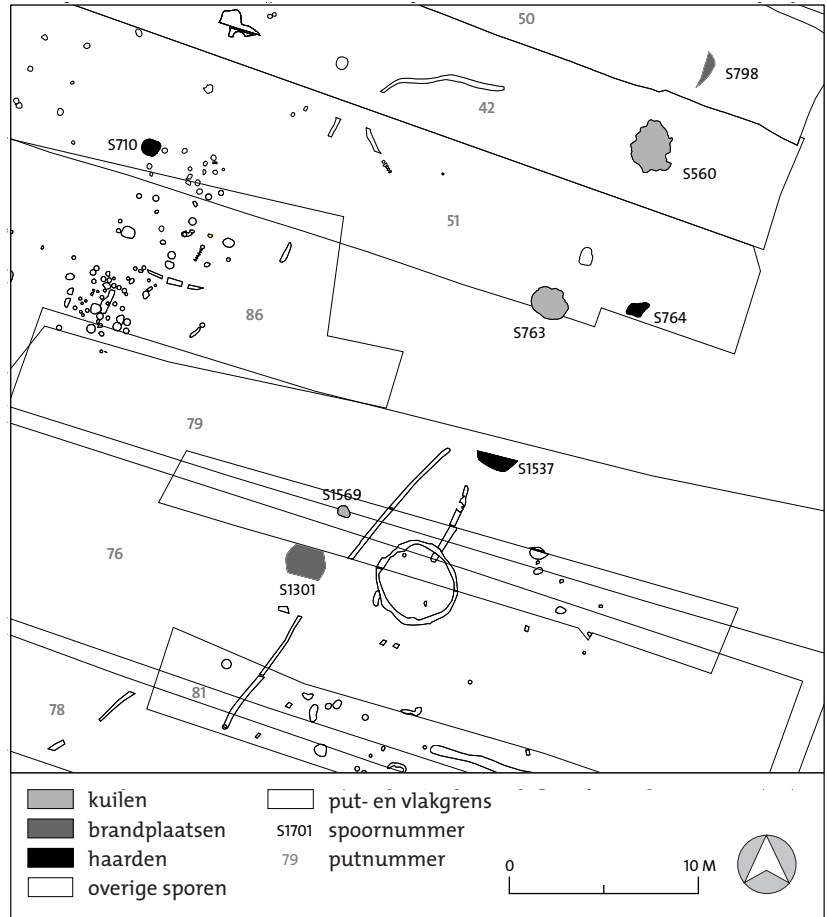 50
S798
42
S710
S560
51
86
S763
S764
79
S1537
S1569
76
S1301
81
78
kuilen
brandplaatsen
haarden
overige sporen
put- en vlakgrens
S1701 spoornummer
79 putnummer
0 10 M